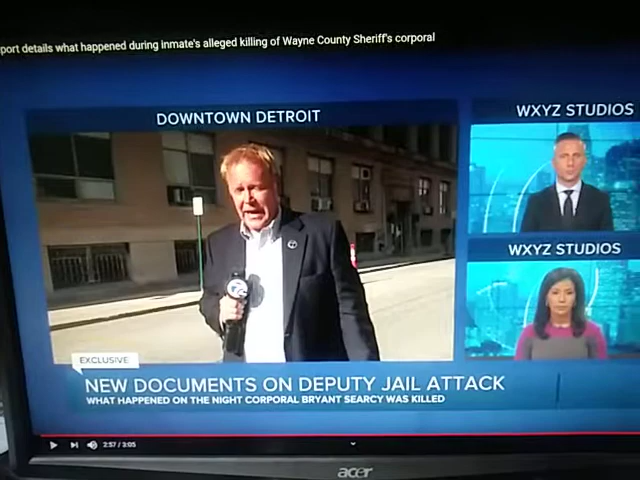 port details what happened during inmate's alleged killing of Wayne County Sheriff's corporal
DOWNTOWN DETROIT
WXYZ STUDIOS
WXYZ STUDIOS
EXCLUSIVE
NEW DOCUMENTS ON DEPUTY JAIL ATTACK
WHAT HAPPENED ON THE NIGHT CORPORAL BRYANT SEARCY WAS KILLED
2:57 / 3:05
acer